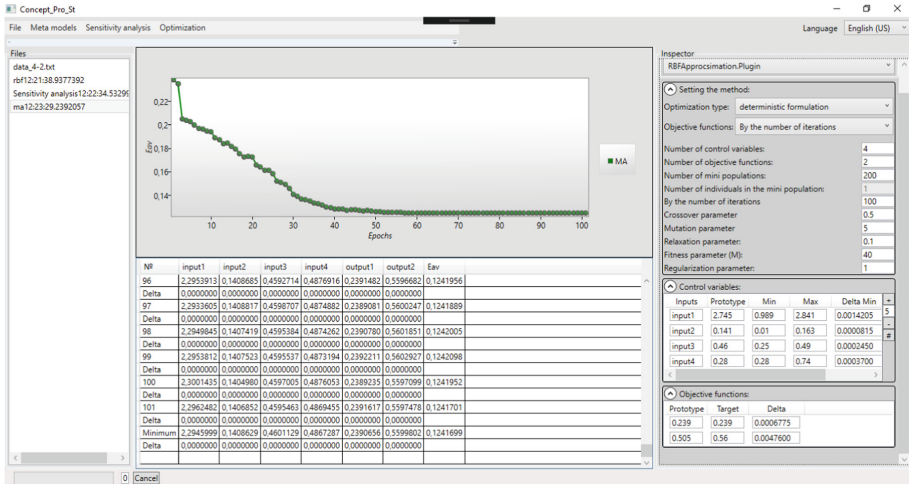 Concept_Pro_St
File Meta models Sensitivity analysis Optimization Language English (US)
Files
data_4-2.txt
rbf12:21:38.9377392
Sensitivity analysis12:22:34.53299
ma12:23:29.2392057
0,22
0,2
0,18
0,16
0,14
Eav
10 20 30 40 50 60 70 80 90 100
Epochs
MA
№ input1 input2 input3 input4 output1 output2 Eav
96 2,2953913 0,1408685 0,4592714 0,4876916 0,2391482 0,5596682 0,1241956
Delta 0,0000000 0,0000000 0,0000000 0,0000000 0,0000000 0,0000000
97 2,2933605 0,1408817 0,4598707 0,4874882 0,2389081 0,5600247 0,1241889
Delta 0,0000000 0,0000000 0,0000000 0,0000000 0,0000000 0,0000000
98 2,2949845 0,1407419 0,4595384 0,4874262 0,2390780 0,5601851 0,1242005
Delta 0,0000000 0,0000000 0,0000000 0,0000000 0,0000000 0,0000000
99 2,2953812 0,1407523 0,4595537 0,4873194 0,2392211 0,5602927 0,1242098
Delta 0,0000000 0,0000000 0,0000000 0,0000000 0,0000000 0,0000000
100 2,3001435 0,1404980 0,4597005 0,4876053 0,2389235 0,5597099 0,1241952
Delta 0,0000000 0,0000000 0,0000000 0,0000000 0,0000000 0,0000000
101 2,2962482 0,1406852 0,4595463 0,4869455 0,2391617 0,5597478 0,1241701
Delta 0,0000000 0,0000000 0,0000000 0,0000000 0,0000000 0,0000000
Minimum 2,2945999 0,1408629 0,4601129 0,4867287 0,2390656 0,5599802 0,1241699
Delta 0,0000000 0,0000000 0,0000000 0,0000000 0,0000000 0,0000000
Inspector
RBFApprocsimation.Plugin
Setting the method:
Optimization type: deterministic formulation
Objective functions: By the number of iterations
Number of control variables: 4
Number of objective functions: 2
Number of mini populations: 200
Number of individuals in the mini population: 1
By the number of iterations 100
Crossover parameter 0.5
Mutation parameter 5
Relaxation parameter: 0.1
Fitness parameter (M): 40
Regularization parameter: 1
Control variables:
Inputs Prototype Min Max Delta Min +
input1 2.745 0.989 2.841 0.0014205 5
input2 0.141 0.01 0.163 0.0000815 -
#
input3 0.46 0.25 0.49 0.0002450
input4 0.28 0.28 0.74 0.0003700
Objective functions:
Prototype Target Delta
0.239 0.239 0.0006775
0.505 0.56 0.0047600
0 Cancel